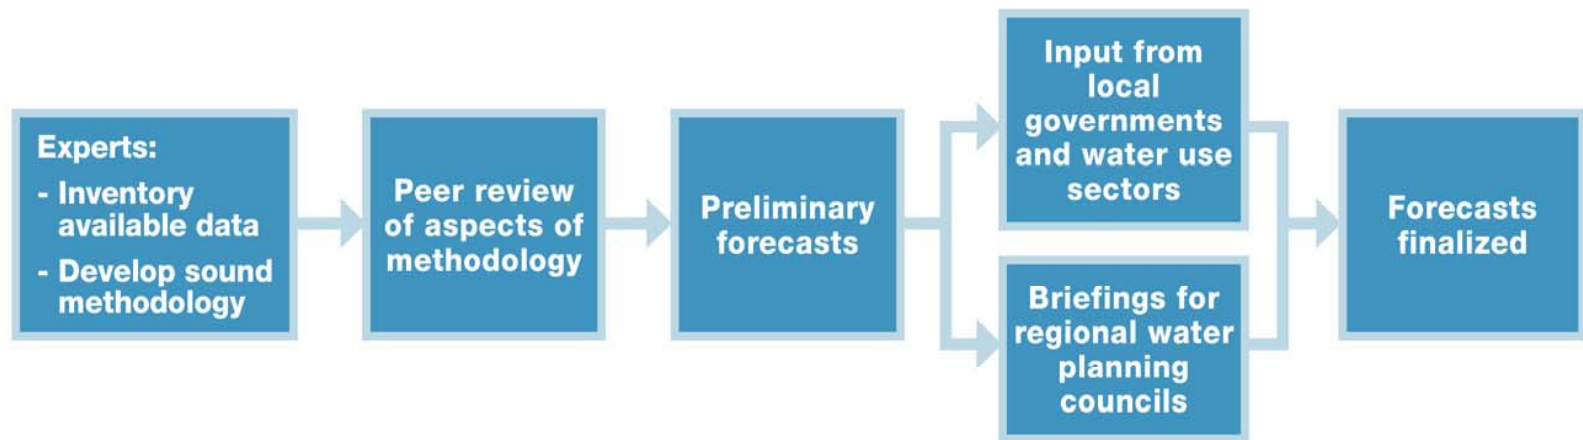 Experts:
- Inventory
available data
- Develop sound
methodology
Peer review
of aspects of
methodology
Preliminary
forecasts
Input from
local
governments
and water use
sectors
Briefings for
regional water
planning
councils
Forecasts
finalized